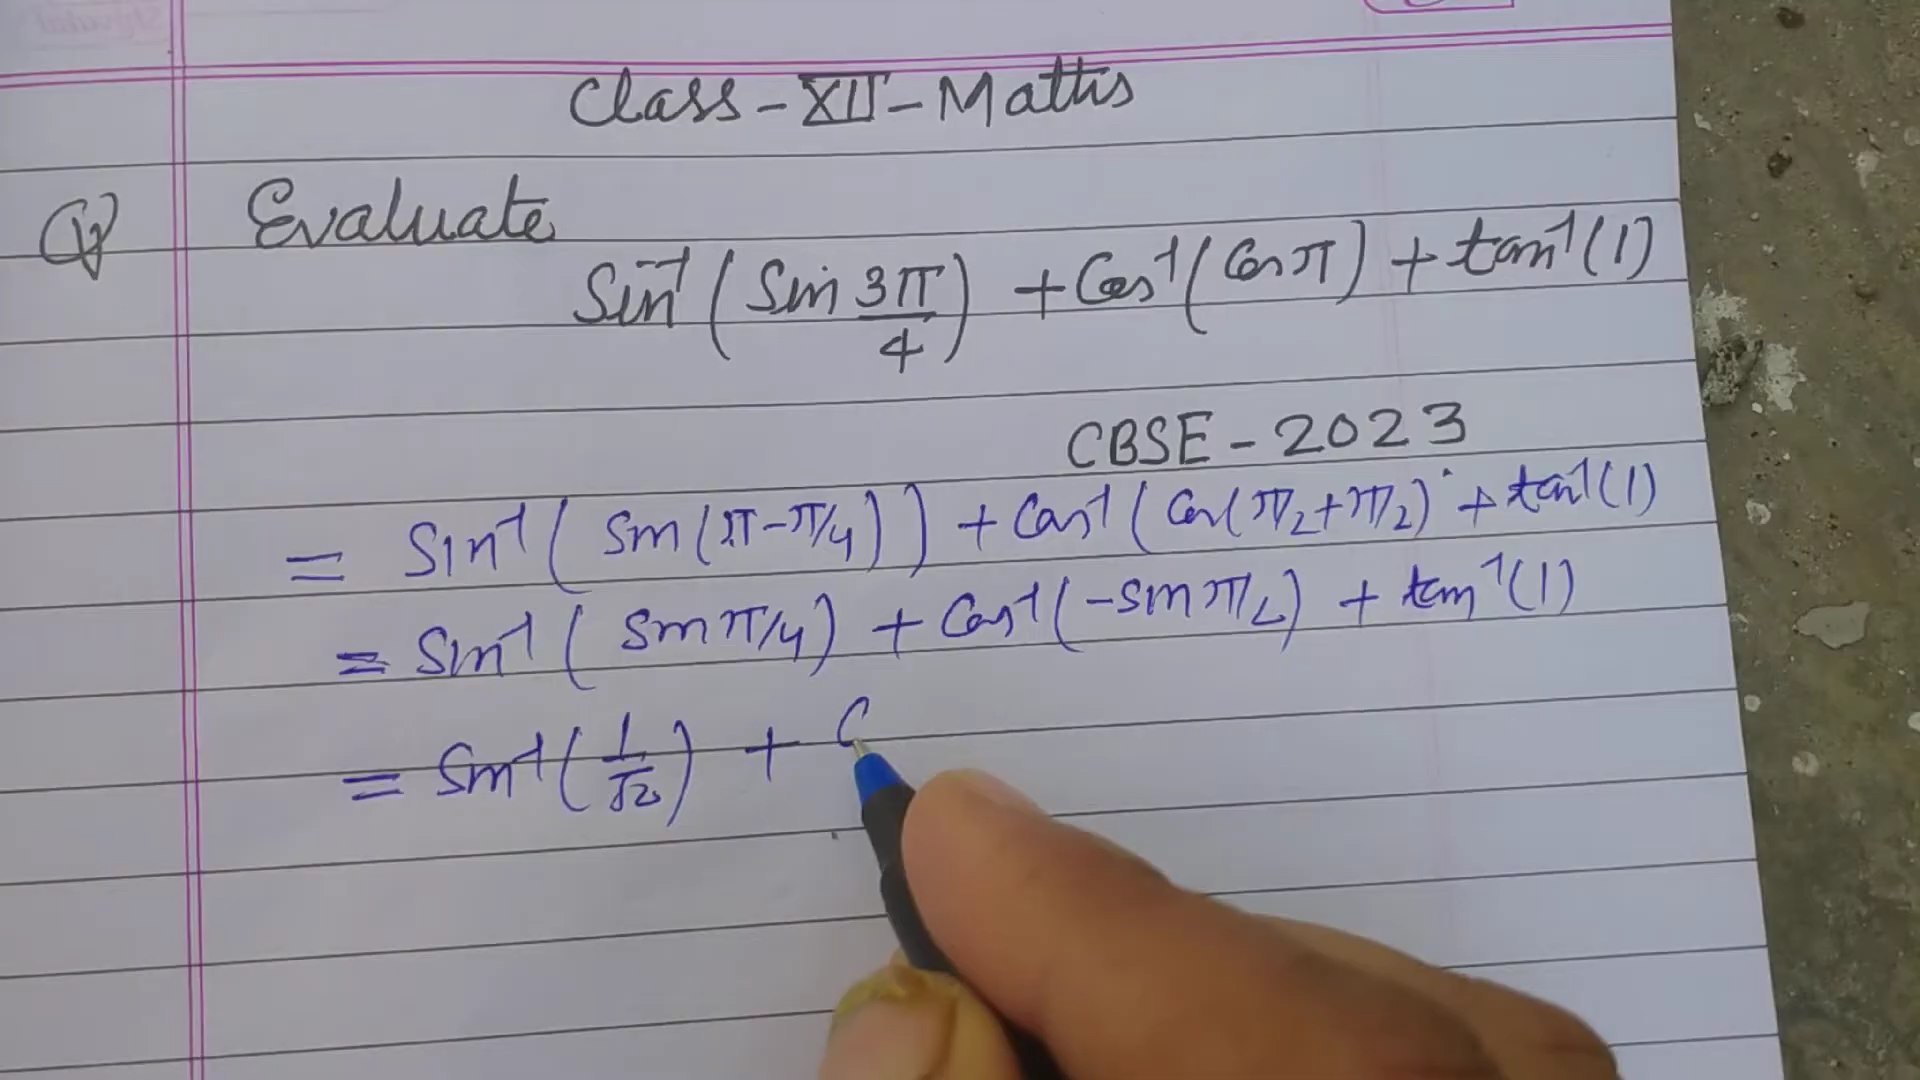 Class - XII - Maths
Q Evaluate
Sin⁻¹ ( Sin 3π/4 ) + Cos⁻¹ ( Cos π ) + tan⁻¹ (1)
CBSE - 2023
= Sin⁻¹ ( Sin (π - π/4) ) + Cos⁻¹ ( Cos (π/2 + π/2) + tan⁻¹ (1)
= Sin⁻¹ ( Sin π/4 ) + Cos⁻¹ ( - Sin π/2 ) + tan⁻¹ (1)
= Sin⁻¹ ( 1/√2 ) + C